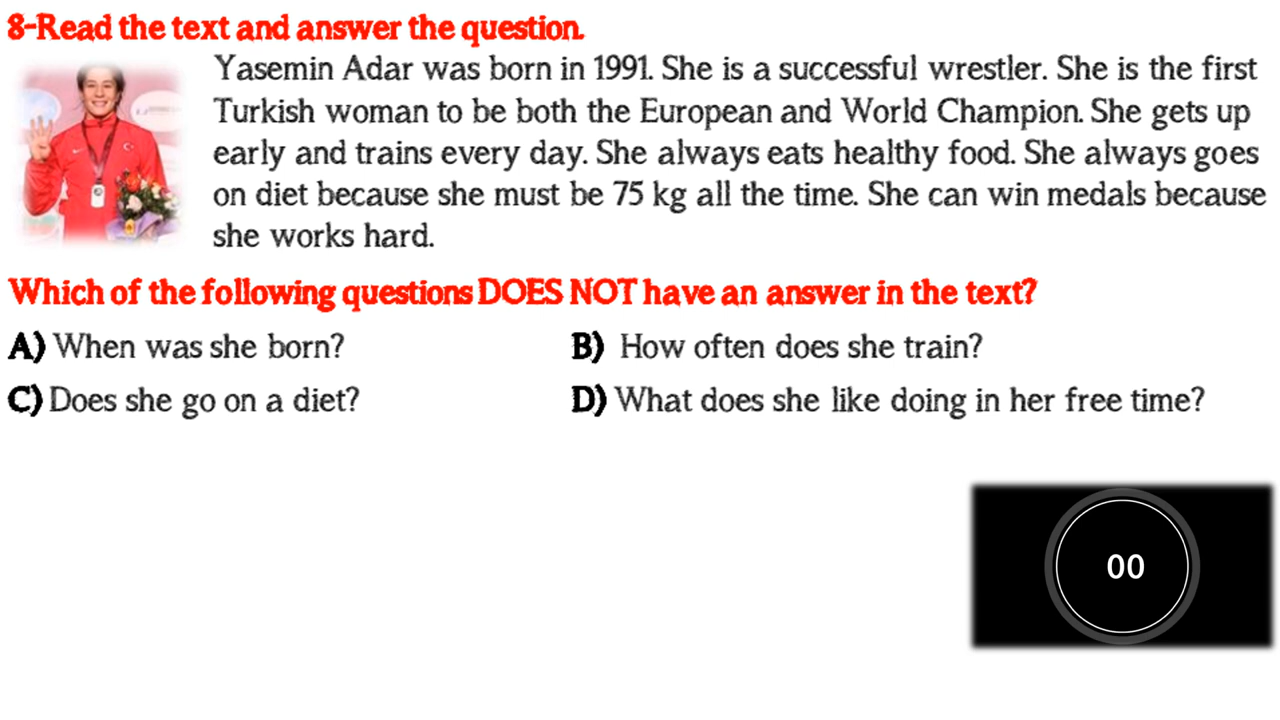 8-Read the text and answer the question.
Yasemin Adar was born in 1991. She is a successful wrestler. She is the first
Turkish woman to be both the European and World Champion. She gets up
early and trains every day. She always eats healthy food. She always goes
on diet because she must be 75 kg all the time. She can win medals because
she works hard.
Which of the following questions DOES NOT have an answer in the text?
A) When was she born?
B) How often does she train?
C) Does she go on a diet?
D) What does she like doing in her free time?
00